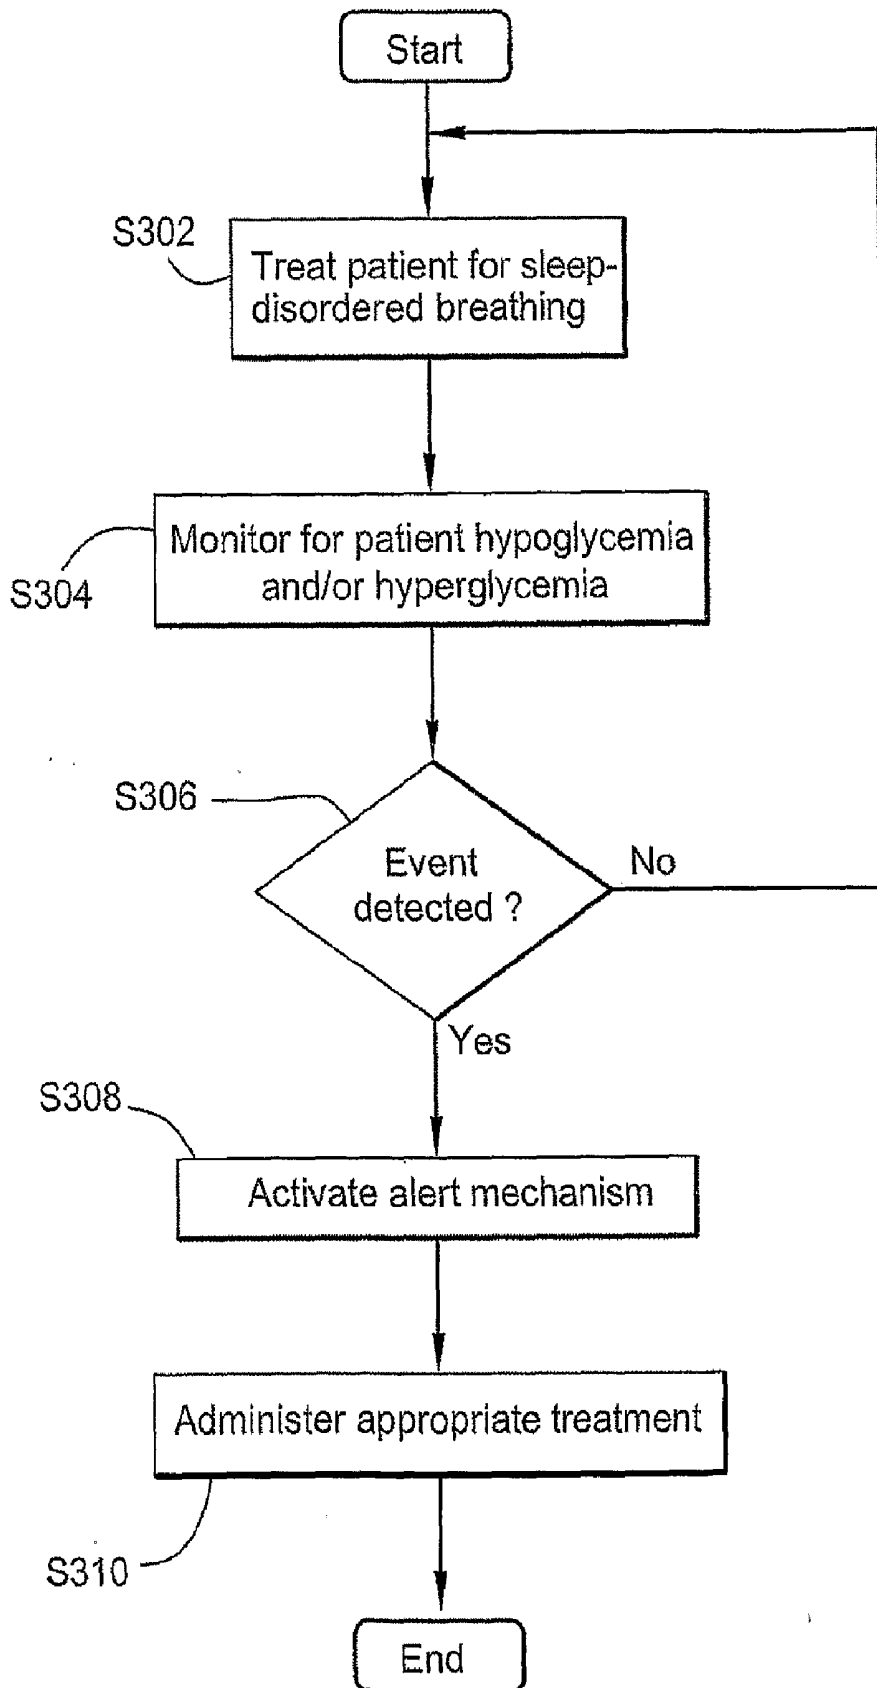 Start
S302
Treat patient for sleep-
disordered breathing
Monitor for patient hypoglycemia
and/or hyperglycemia
S304
S306
Event
detected ?
No
Yes
S308
Activate alert mechanism
Administer appropriate treatment
S310
End